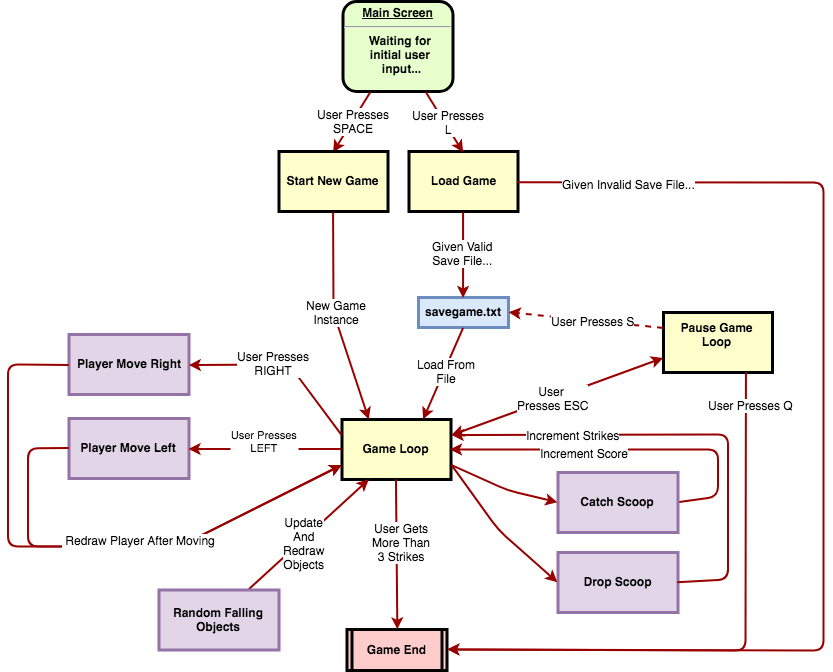 Main Screen
Waiting for
initial user
input...
User Presses
SPACE
User Presses
L
Start New Game
Load Game
Given Invalid Save File...
Given Valid
Save File...
New Game
Instance
savegame.txt
User Presses S
Pause Game
Loop
Player Move Right
User Presses
RIGHT
Load From
File
User
Presses ESC
User Presses Q
Player Move Left
User Presses
LEFT
Game Loop
Increment Strikes
Increment Score
Catch Scoop
Redraw Player After Moving
Update
And
Redraw
Objects
User Gets
More Than
3 Strikes
Drop Scoop
Random Falling
Objects
Game End